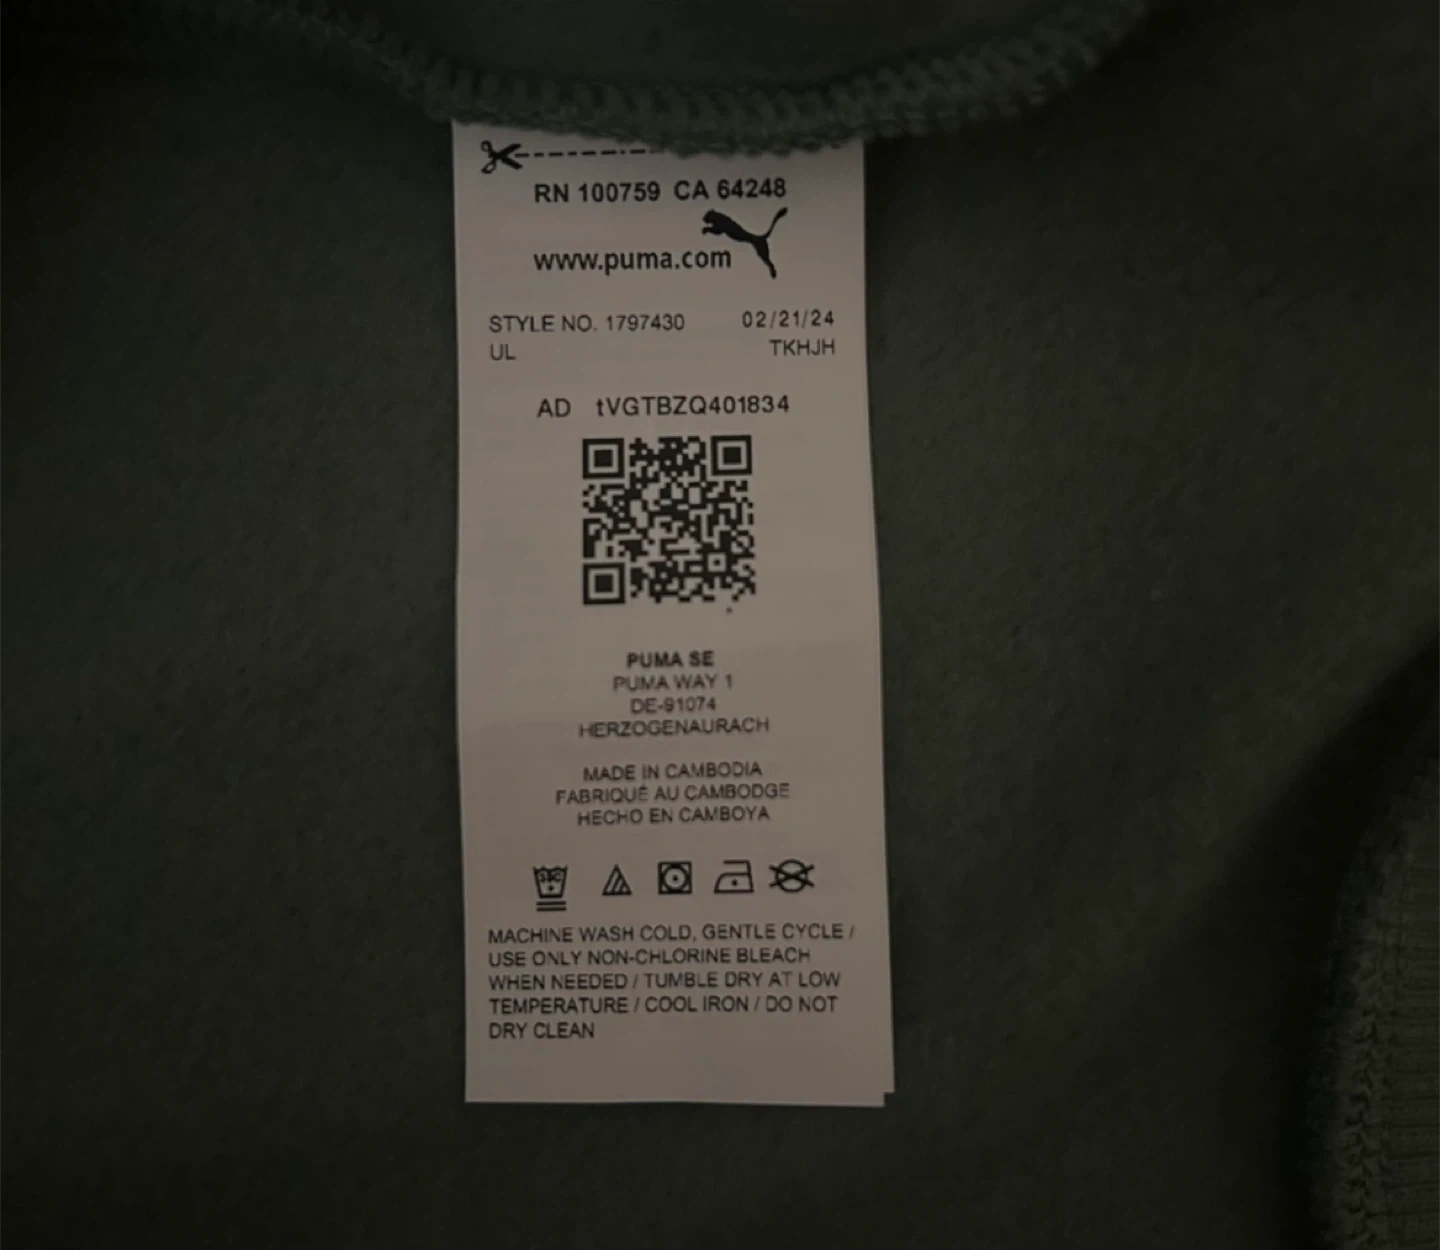 RN 100759 CA 64248
www.puma.com
STYLE NO. 1797430 02/21/24
UL TKHJH
AD tVGTBZQ401834
PUMA SE
PUMA WAY 1
DE-91074
HERZOGENAURACH
MADE IN CAMBODIA
FABRIQUÉ AU CAMBODGE
HECHO EN CAMBOYA
MACHINE WASH COLD, GENTLE CYCLE /
USE ONLY NON-CHLORINE BLEACH
WHEN NEEDED / TUMBLE DRY AT LOW
TEMPERATURE / COOL IRON / DO NOT
DRY CLEAN